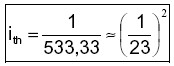 i_th = 1/533,33 ≈ (1/23)²